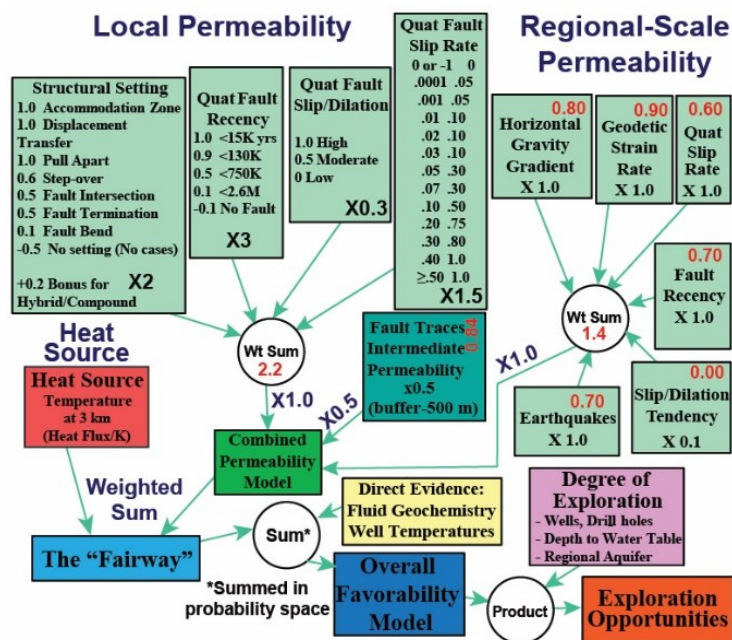 Local Permeability
Regional-Scale
Permeability
Structural Setting
1.0 Accommodation Zone
1.0 Displacement
Transfer
1.0 Pull Apart
0.6 Step-over
0.5 Fault Intersection
0.5 Fault Termination
0.1 Fault Bend
-0.5 No setting (No cases)
+0.2 Bonus for
Hybrid/Compound
X2
Quat Fault
Recency
1.0 <15K yrs
0.9 <130K
0.5 <750K
0.1 <2.6M
-0.1 No Fault
X3
Quat Fault
Slip/Dilation
1.0 High
0.5 Moderate
0 Low
X0.3
Quat Fault
Slip Rate
0 or -1 0
.0001 .05
.001 .05
.01 .10
.02 .10
.03 .10
.05 .30
.07 .30
.10 .50
.20 .75
.30 .80
.40 1.0
≥.50 1.0
X1.5
0.80
Horizontal
Gravity
Gradient
X 1.0
0.90
Geodetic
Strain
Rate
X 1.0
0.60
Quat
Slip
Rate
X 1.0
0.70
Fault
Recency
X 1.0
0.00
Slip/Dilation
Tendency
X 0.1
0.70
Earthquakes
X 1.0
Wt Sum
1.4
X1.0
Wt Sum
2.2
X1.0
Fault Traces
Intermediate
Permeability
x0.5
(buffer-500 m)
0.84
X0.5
Heat
Source
Heat Source
Temperature
at 3 km
(Heat Flux/K)
Combined
Permeability
Model
Weighted
Sum
The "Fairway"
Sum*
*Summed in
probability space
Direct Evidence:
Fluid Geochemistry
Well Temperatures
Degree of
Exploration
- Wells, Drill holes
- Depth to Water Table
- Regional Aquifer
Overall
Favorability
Model
Product
Exploration
Opportunities